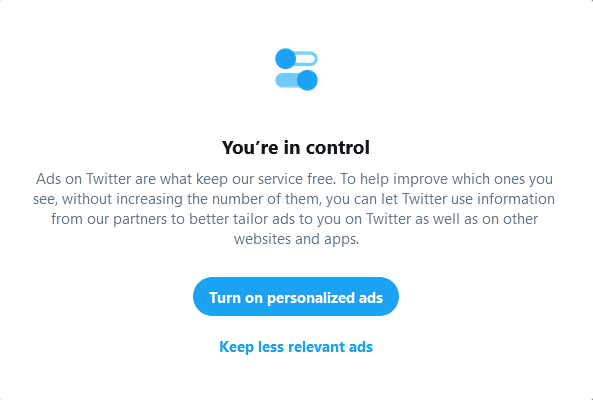 You’re in control
Ads on Twitter are what keep our service free. To help improve which ones you
see, without increasing the number of them, you can let Twitter use information
from our partners to better tailor ads to you on Twitter as well as on other
websites and apps.
Turn on personalized ads
Keep less relevant ads